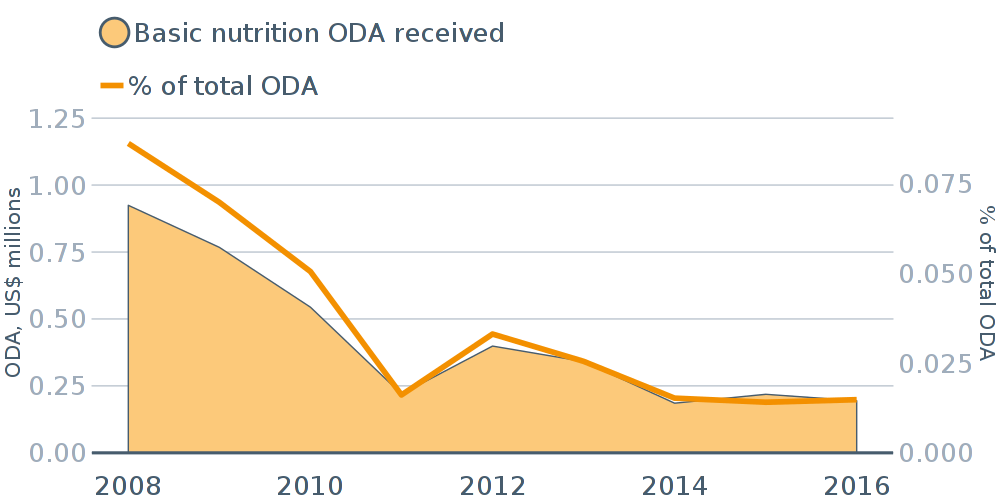 Basic nutrition ODA received
% of total ODA
1.25
1.00
0.75
0.50
0.25
0.00
ODA, US$ millions
0.075
0.050
0.025
0.000
% of total ODA
2008 2010 2012 2014 2016